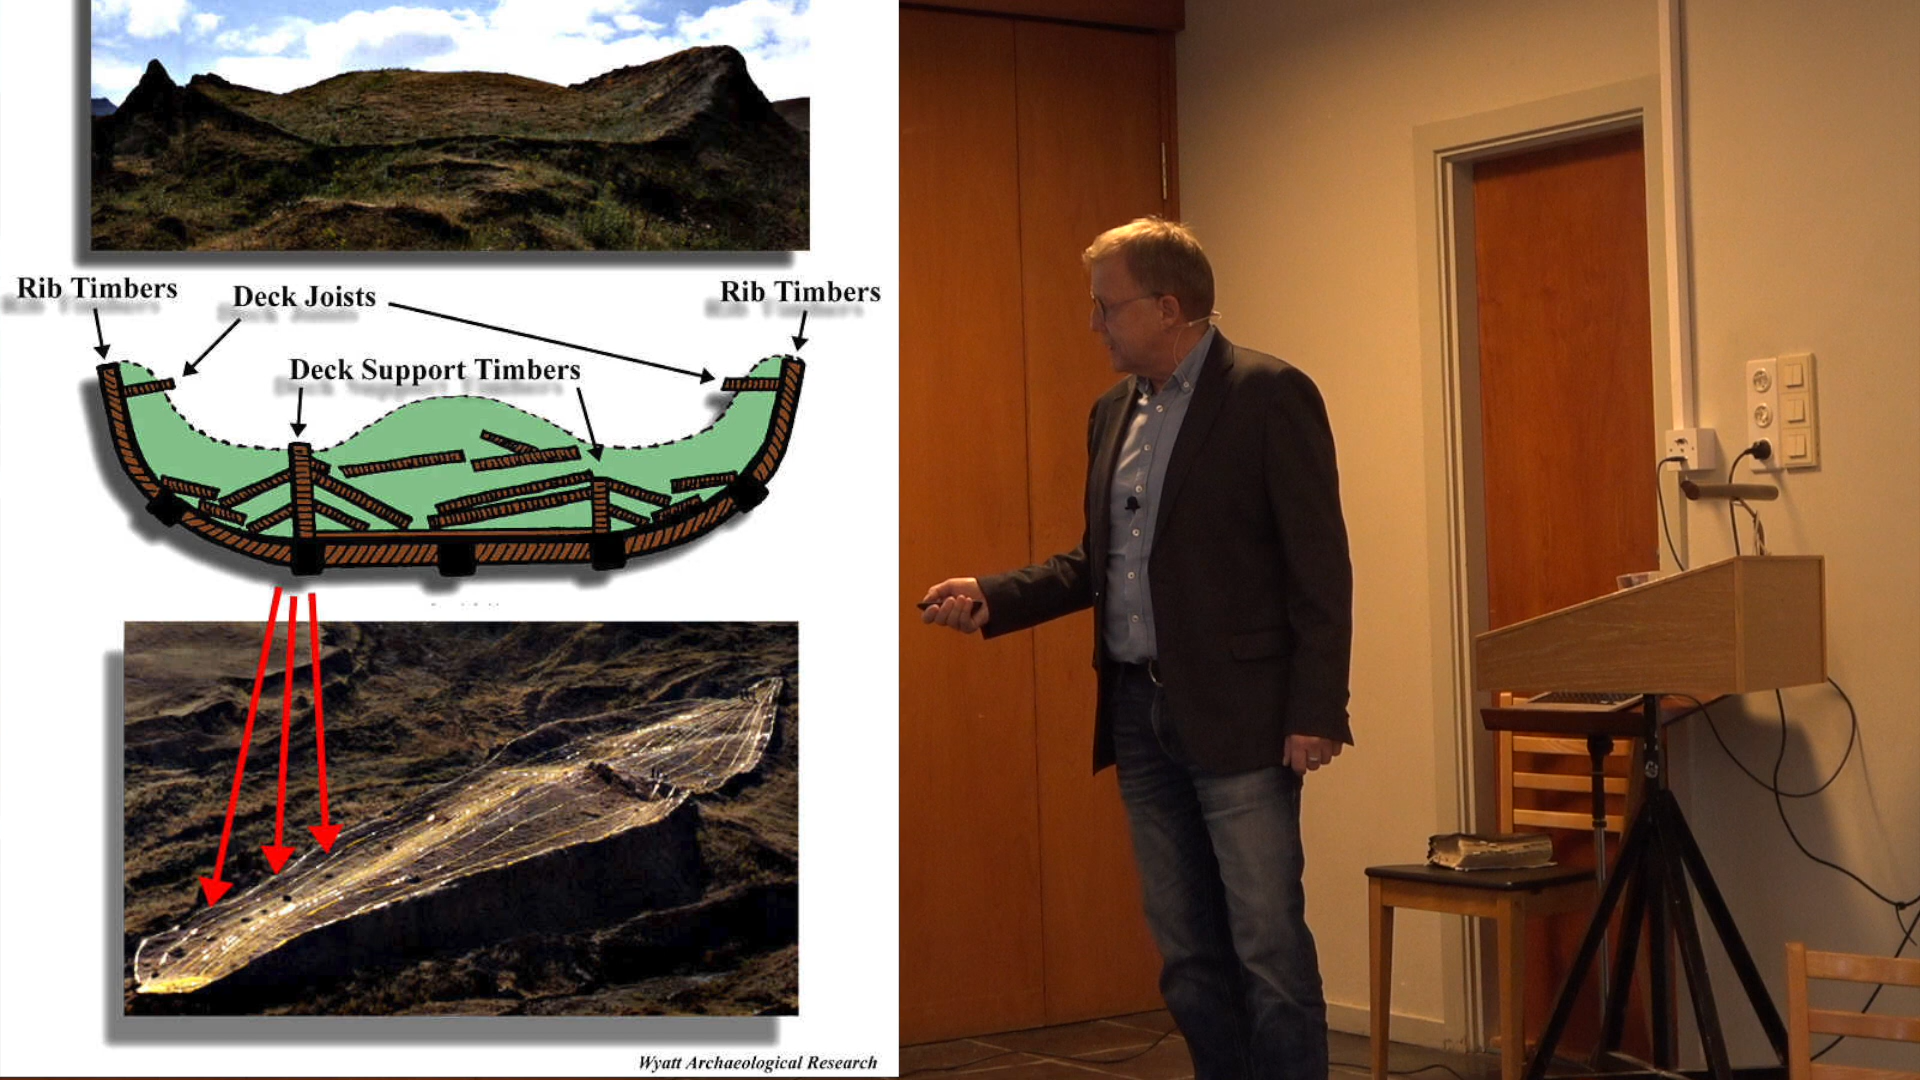 Rib Timbers
Deck Joists
Rib Timbers
Deck Support Timbers
Wyatt Archaeological Research